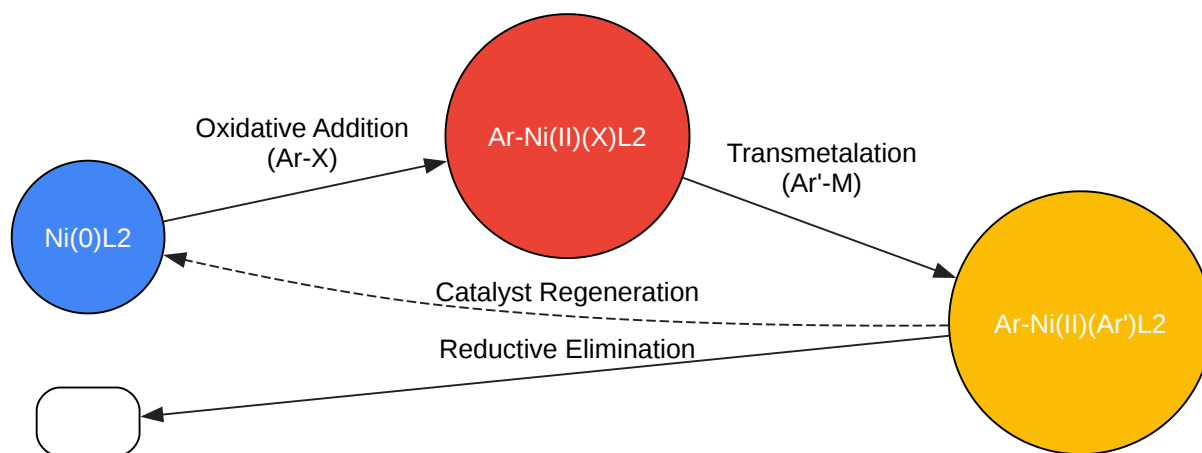 Oxidative Addition
(Ar-X)
Ar-Ni(II)(X)L2
Transmetalation
(Ar'-M)
Ni(0)L2
Catalyst Regeneration
Ar-Ni(II)(Ar')L2
Reductive Elimination